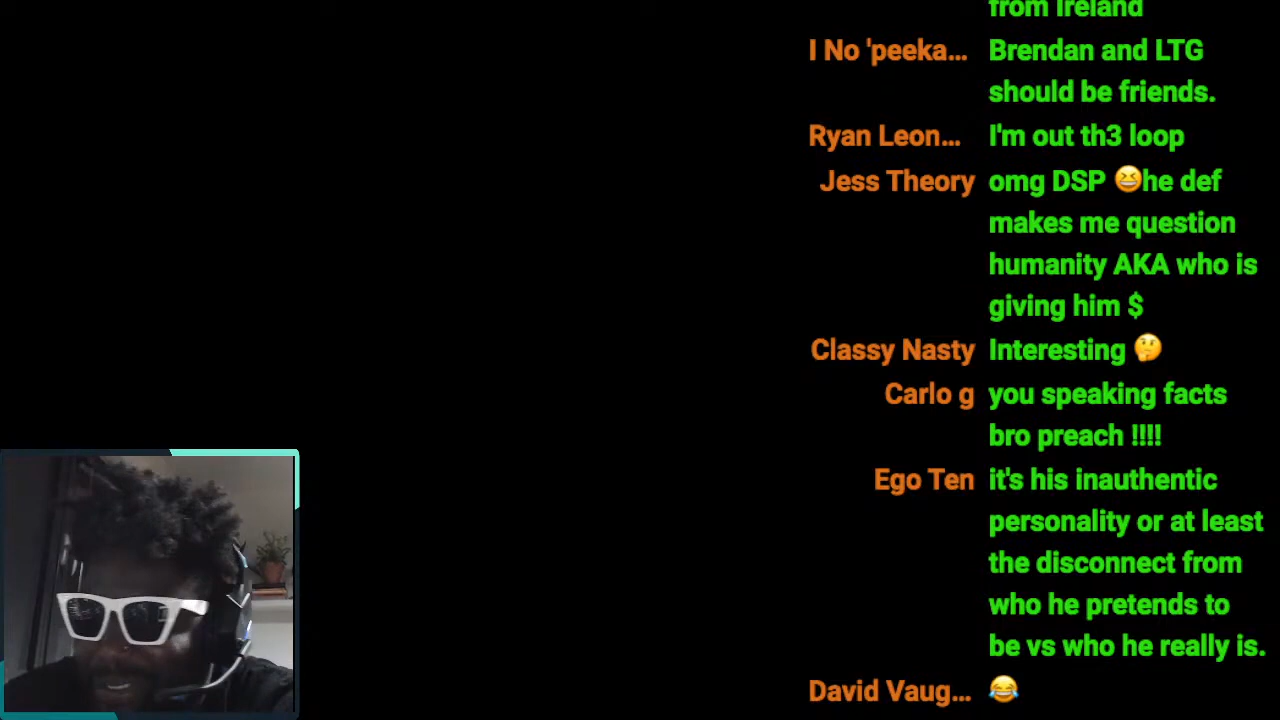 from Ireland
I No 'peeka... Brendan and LTG
should be friends.
Ryan Leon... I'm out th3 loop
Jess Theory omg DSP 😆he def
makes me question
humanity AKA who is
giving him $
Classy Nasty Interesting 🤔
Carlo g you speaking facts
bro preach !!!!
Ego Ten it's his inauthentic
personality or at least
the disconnect from
who he pretends to
be vs who he really is.
David Vaug... 😂